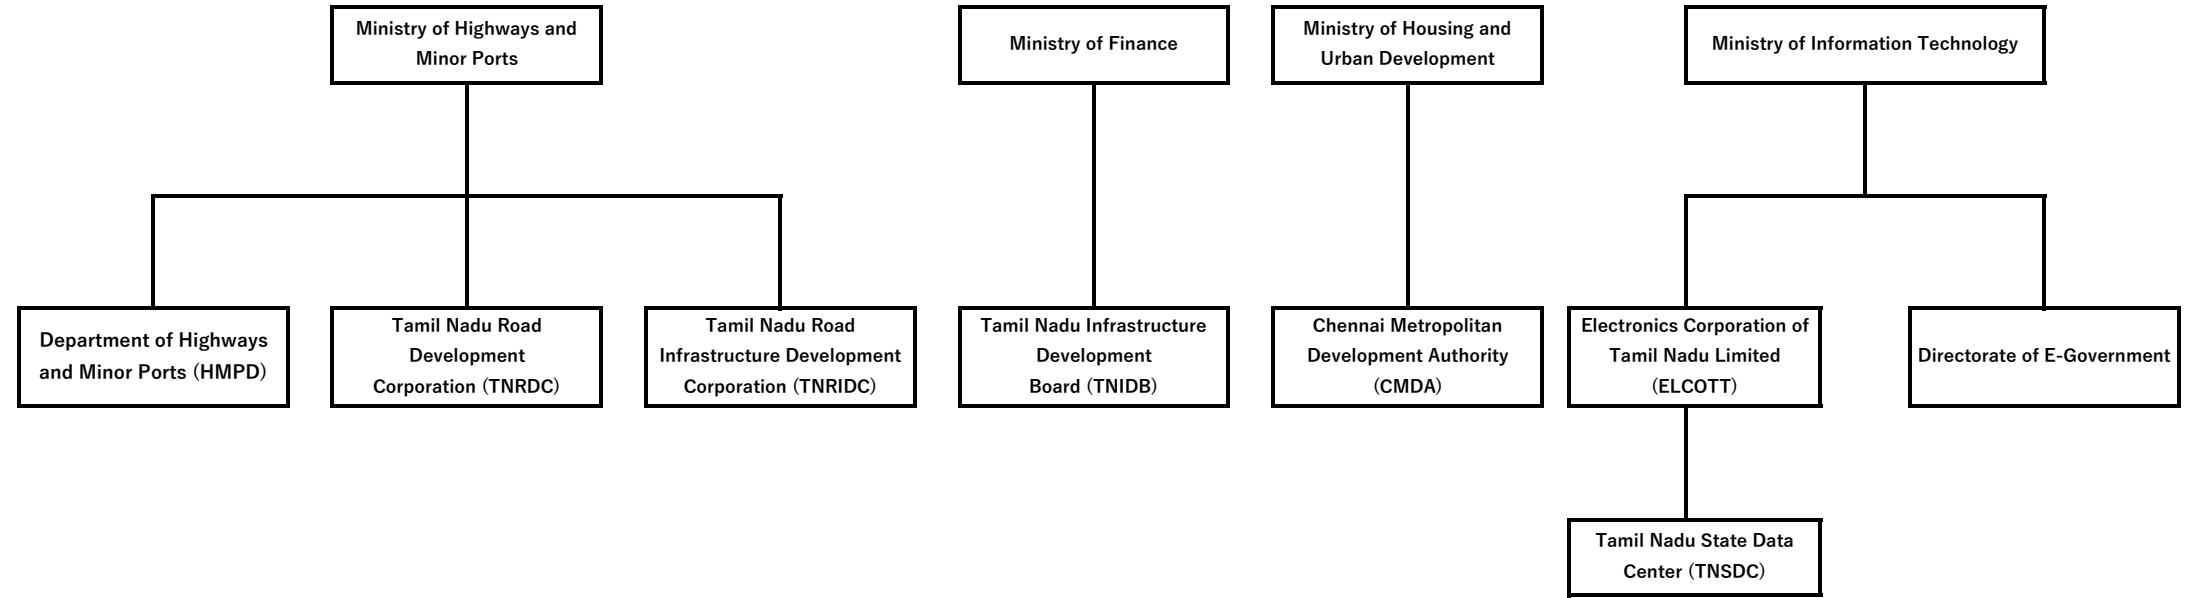 Ministry of Highways and
Minor Ports
Ministry of Finance
Ministry of Housing and
Urban Development
Ministry of Information Technology
Department of Highways
and Minor Ports (HMPD)
Tamil Nadu Road
Development
Corporation (TNRDC)
Tamil Nadu Road
Infrastructure Development
Corporation (TNRIDC)
Tamil Nadu Infrastructure
Development
Board (TNIDB)
Chennai Metropolitan
Development Authority
(CMDA)
Electronics Corporation of
Tamil Nadu Limited
(ELCOTT)
Directorate of E-Government
Tamil Nadu State Data
Center (TNSDC)